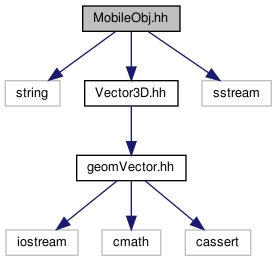 MobileObj.hh
string
Vector3D.hh
sstream
geomVector.hh
iostream
cmath
cassert